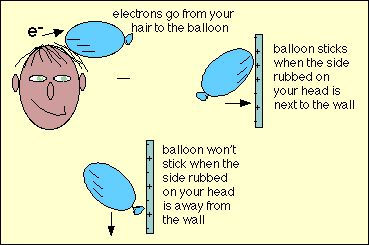 electrons go from your
hair to the balloon
e-
balloon sticks
when the side
rubbed on
your head is
next to the wall
balloon won't
stick when the
side rubbed
on your head
is away from
the wall